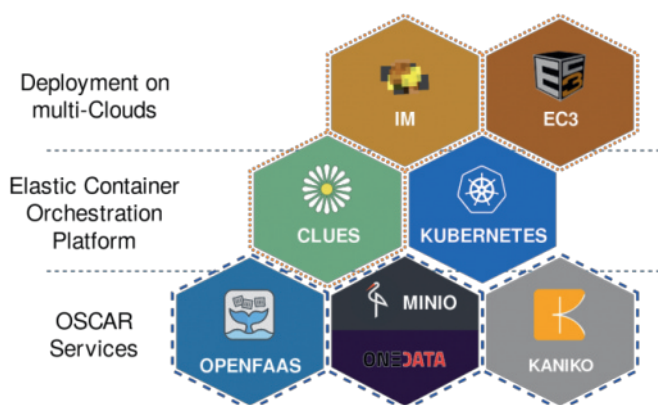 Deployment on
multi-Clouds
IM
EC3
Elastic Container
Orchestration
Platform
CLUES
KUBERNETES
OSCAR
Services
OPENFAAS
MINIO
ONEDATA
KANIKO